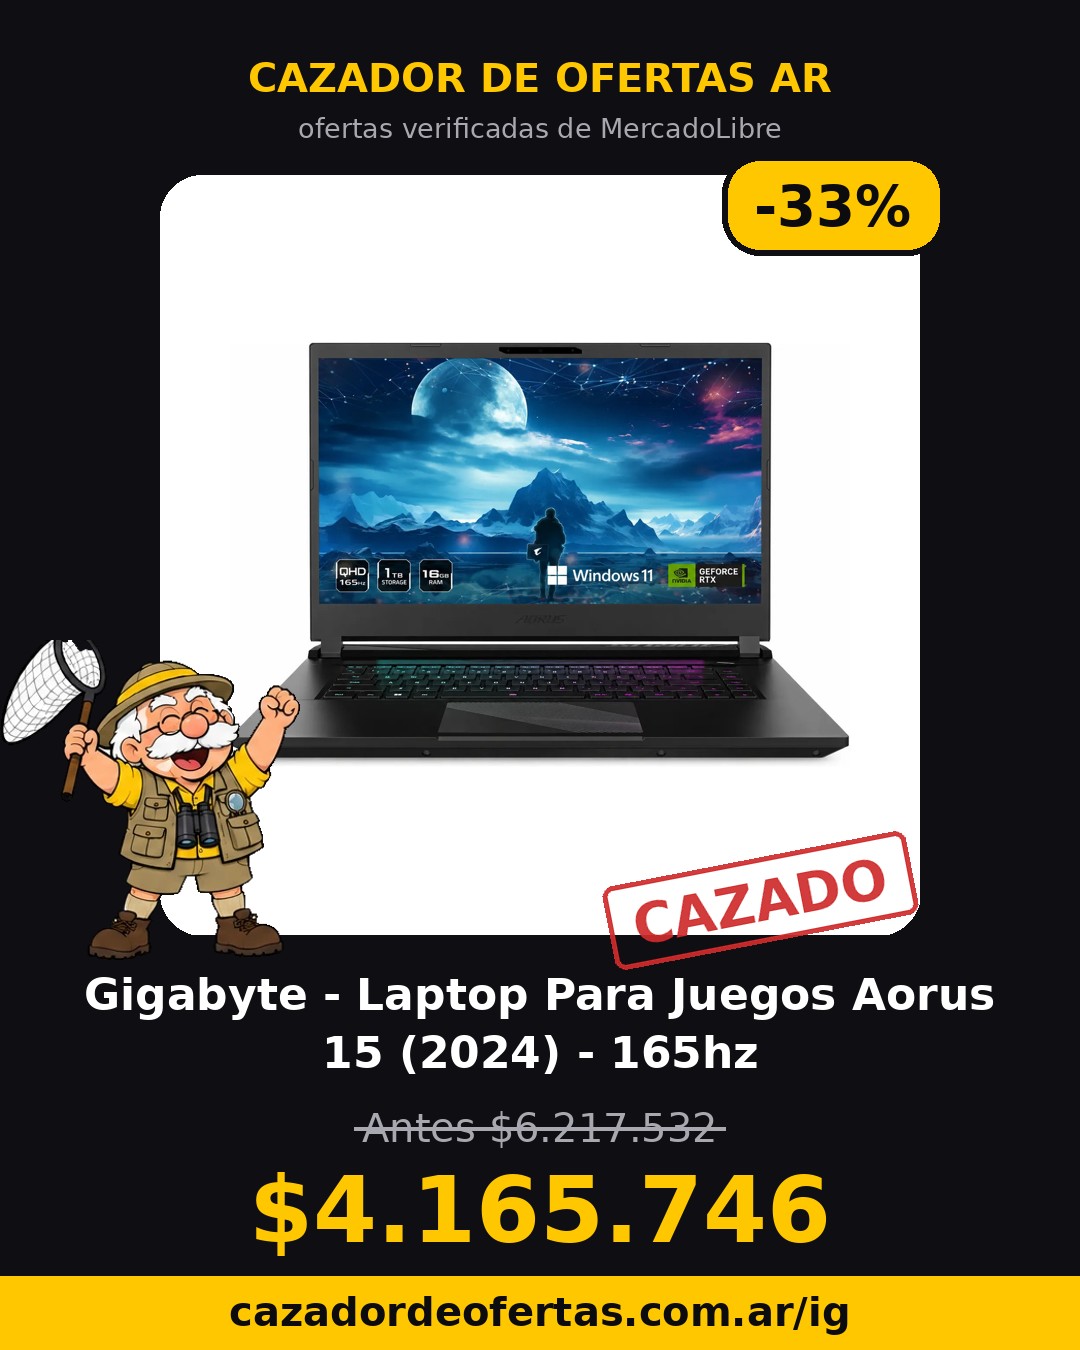 CAZADOR DE OFERTAS AR
ofertas verificadas de MercadoLibre
-33%
QHD
165Hz
1TB
STORAGE
16GB
RAM
Windows 11
NVIDIA
GEFORCE
RTX
AORUS
CAZADO
Gigabyte - Laptop Para Juegos Aorus
15 (2024) - 165hz
Antes $6.217.532
$4.165.746
cazadordeofertas.com.ar/ig